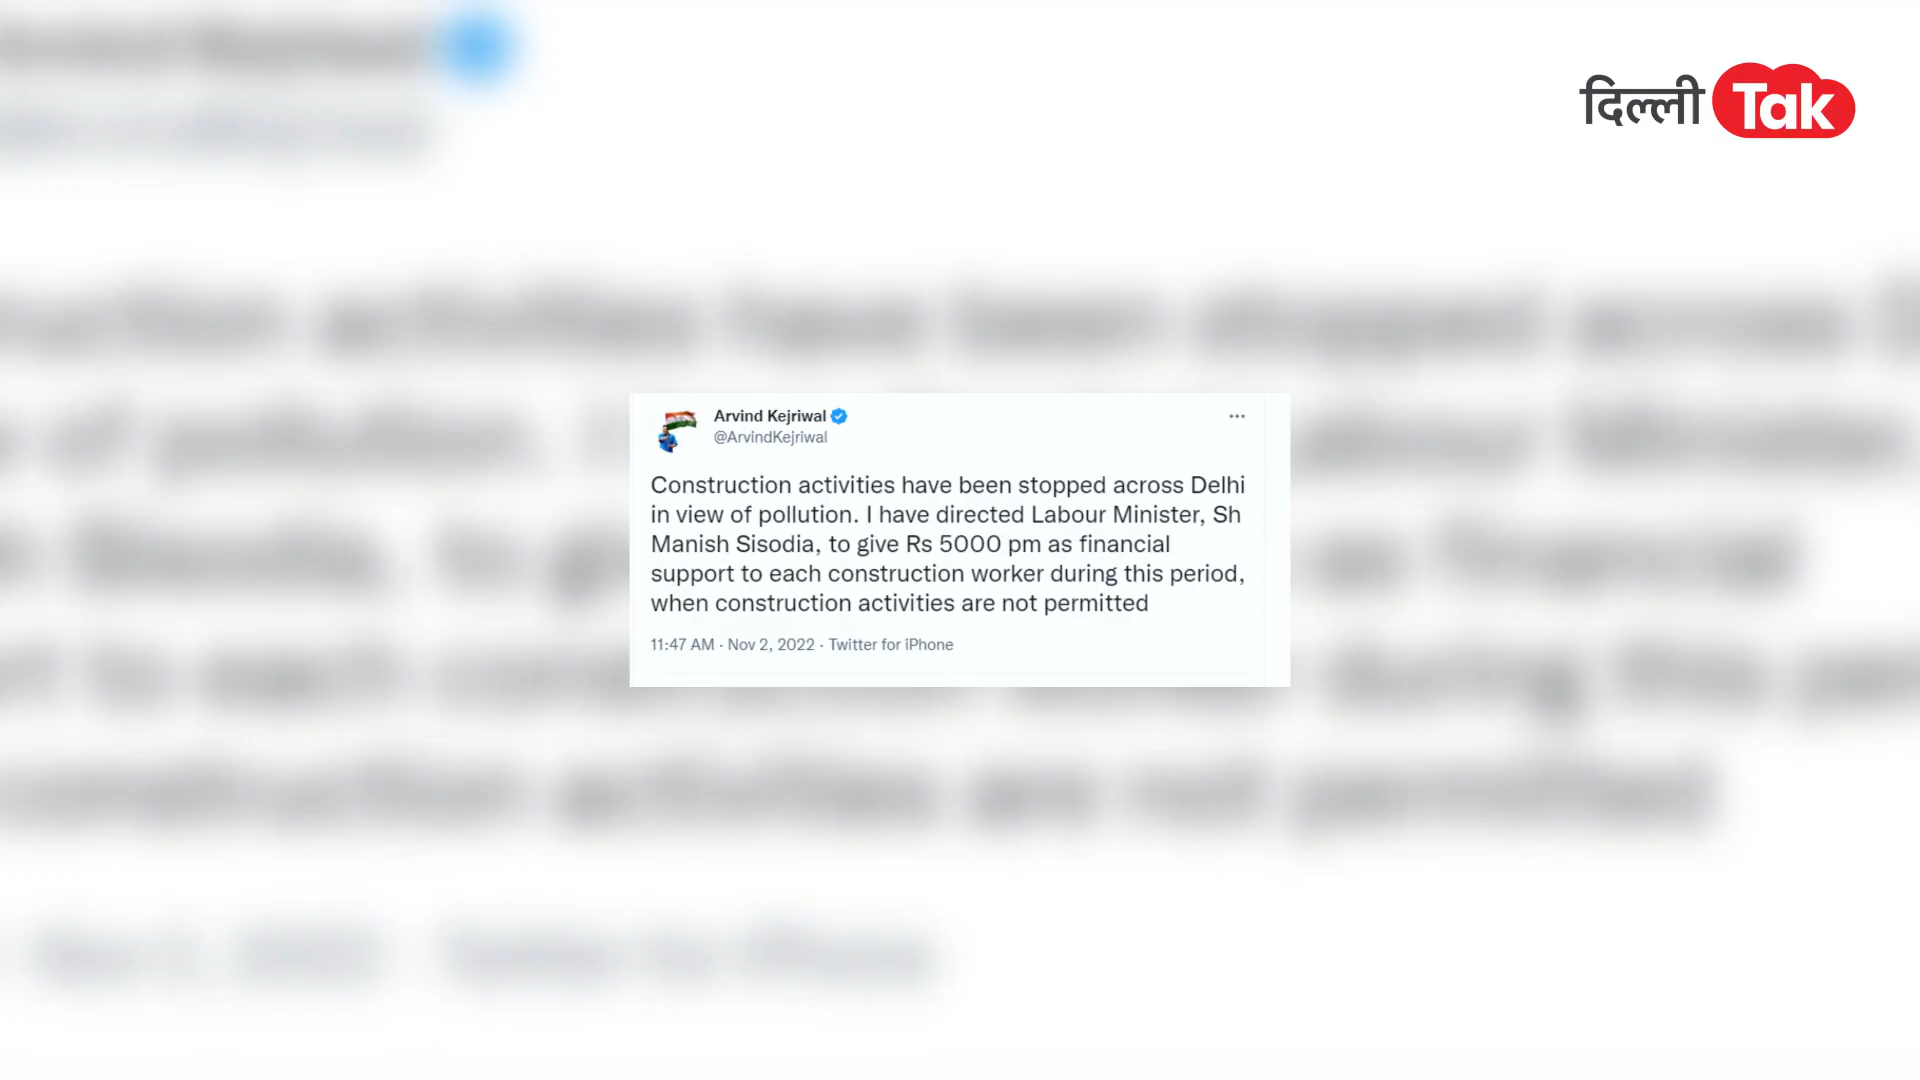 दिल्ली Tak
Arvind Kejriwal
@ArvindKejriwal
Construction activities have been stopped across Delhi
in view of pollution. I have directed Labour Minister, Sh
Manish Sisodia, to give Rs 5000 pm as financial
support to each construction worker during this period,
when construction activities are not permitted
11:47 AM · Nov 2, 2022 · Twitter for iPhone